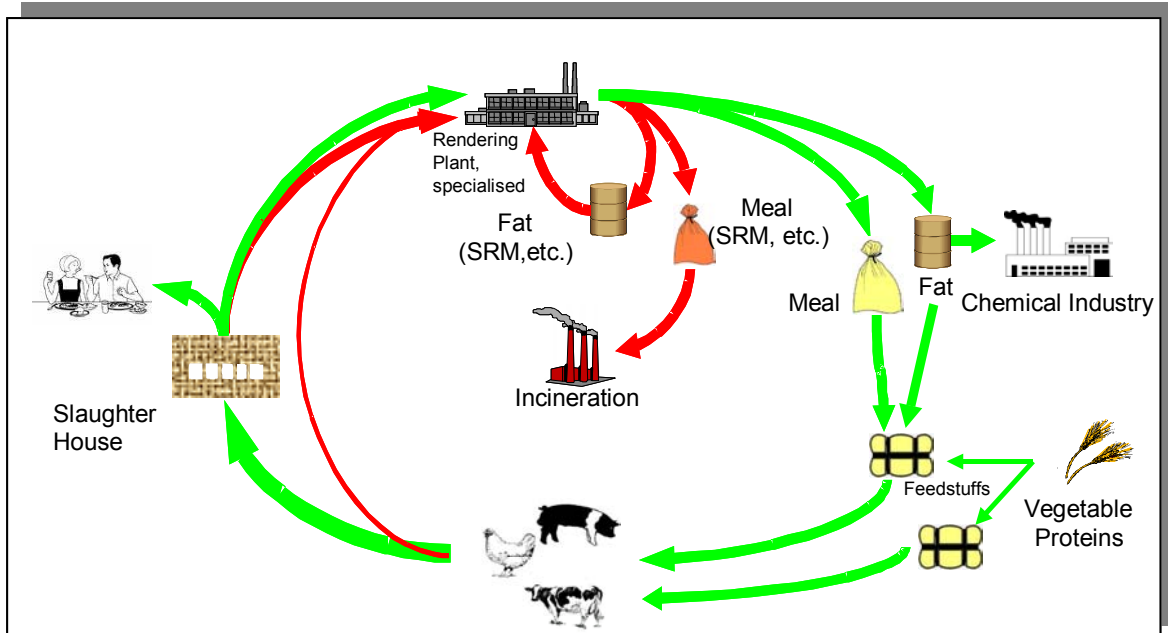 Rendering
Plant,
specialised
Fat
(SRM,etc.)
Meal
(SRM, etc.)
Meal
Fat
Chemical Industry
Incineration
Slaughter
House
Feedstuffs
Vegetable
Proteins